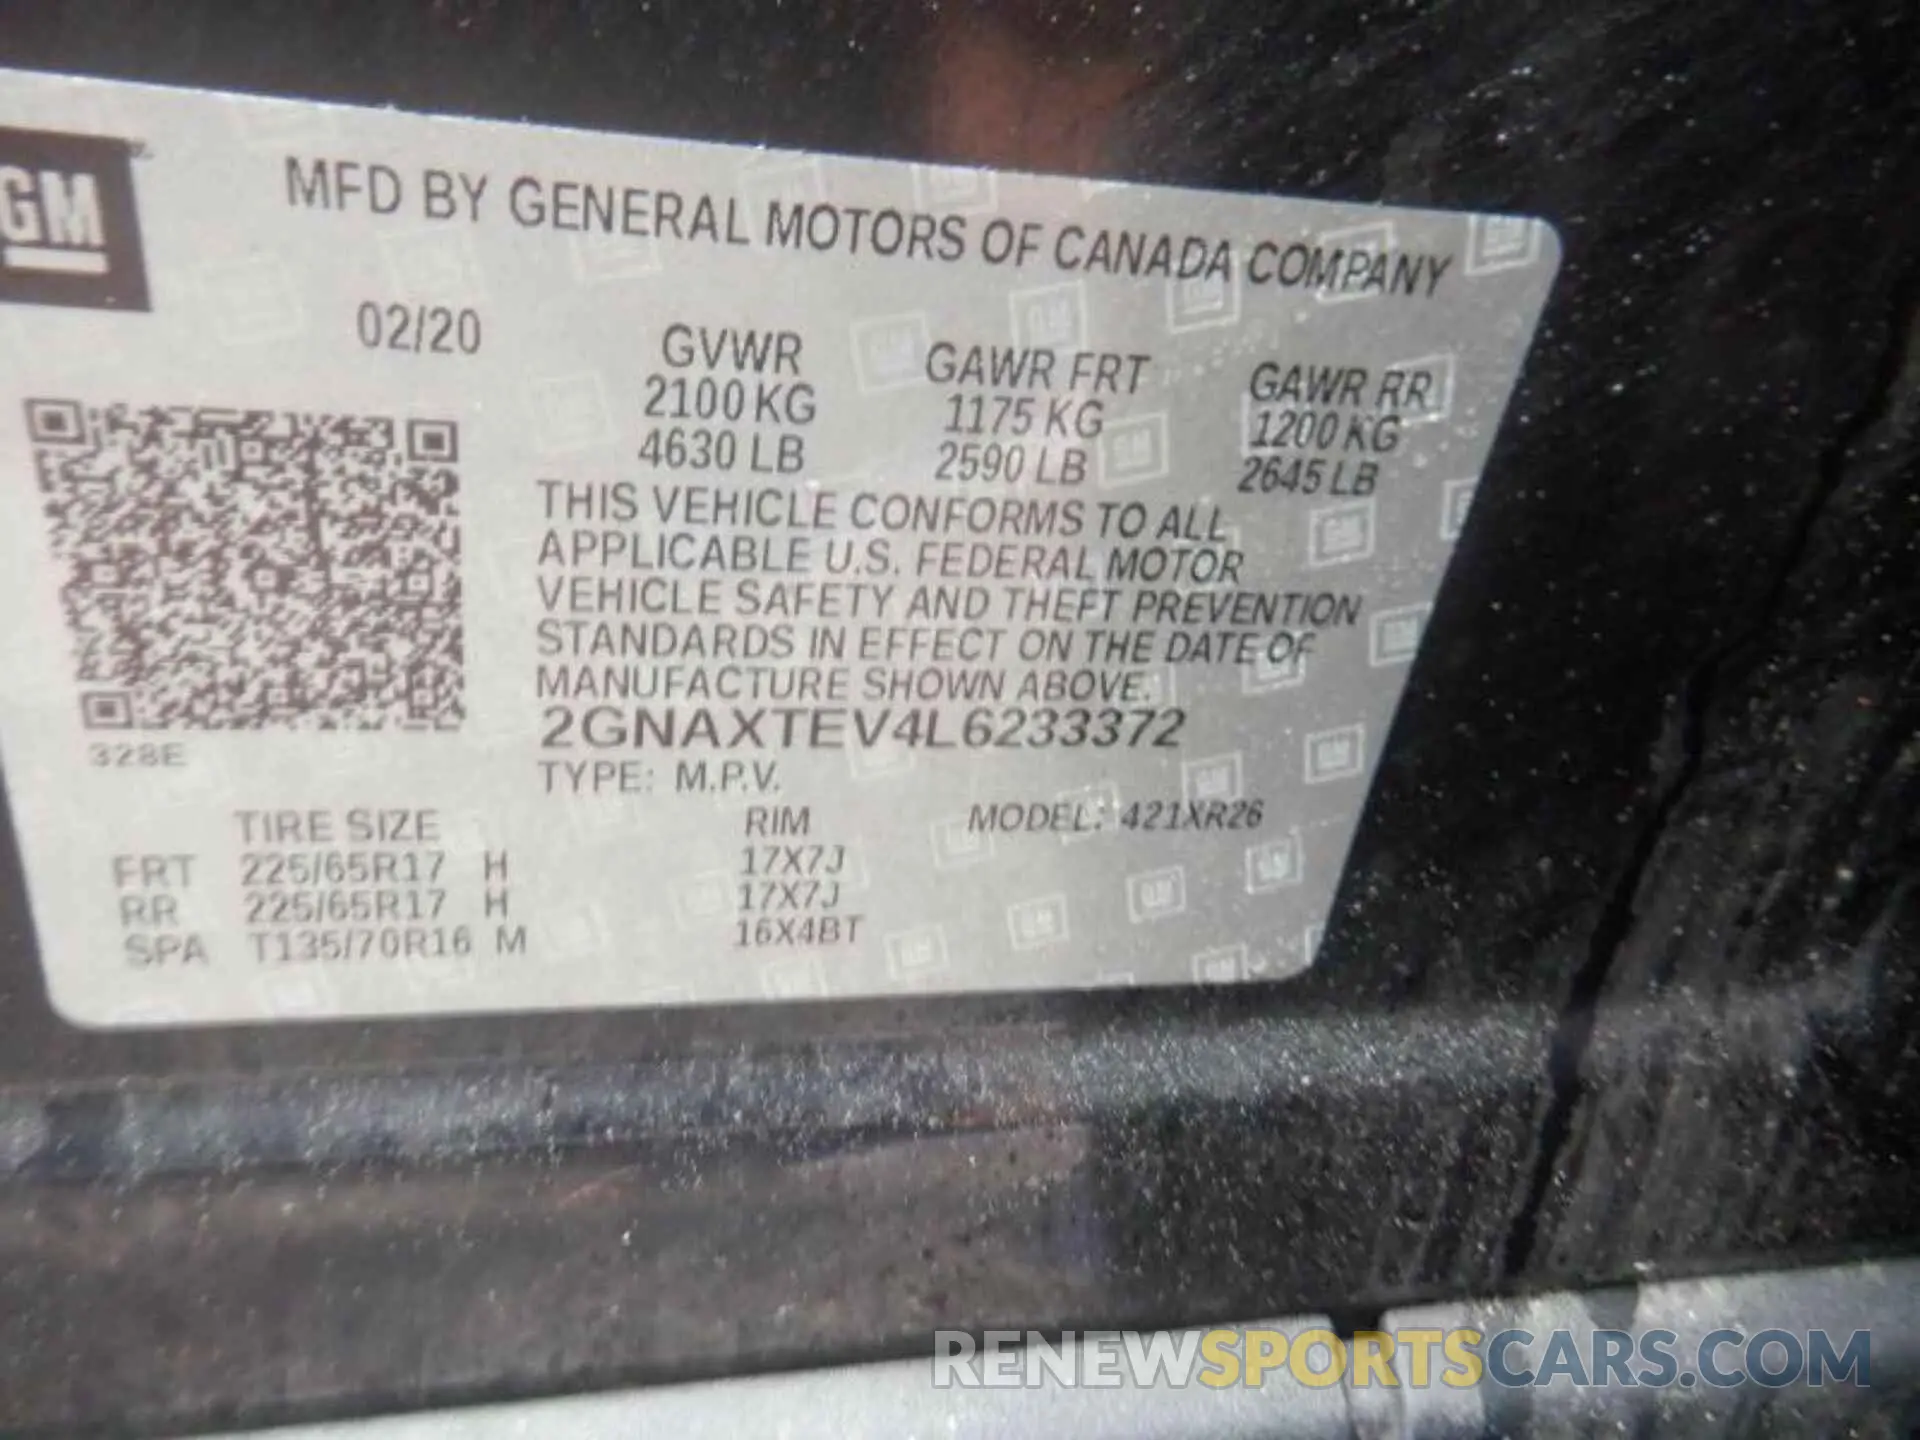 GM
MFD BY GENERAL MOTORS OF CANADA COMPANY
02/20
GVWR GAWR FRT GAWR RR
2100 KG 1175 KG 1200 KG
4630 LB 2590 LB 2645 LB
THIS VEHICLE CONFORMS TO ALL
APPLICABLE U.S. FEDERAL MOTOR
VEHICLE SAFETY AND THEFT PREVENTION
STANDARDS IN EFFECT ON THE DATE OF
MANUFACTURE SHOWN ABOVE.
2GNAXTEV4L6233372
328E
TYPE: M.P.V.
TIRE SIZE RIM MODEL: 421XR26
FRT 225/65R17 H 17X7J
RR 225/65R17 H 17X7J
SPA T135/70R16 M 16X4BT
RENEWSPORTSCARS.COM